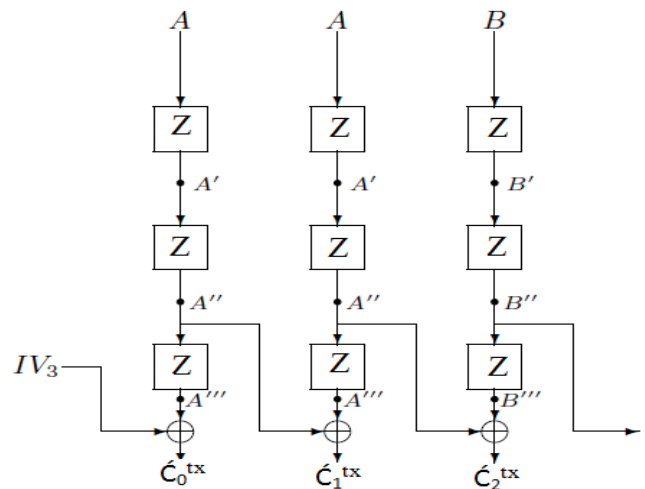 A A B
Z Z Z
A′ A′ B′
Z Z Z
A″ A″ B″
IV₃ Z Z Z
A‴ A‴ B‴
Ć₀ᵗˣ Ć₁ᵗˣ Ć₂ᵗˣ